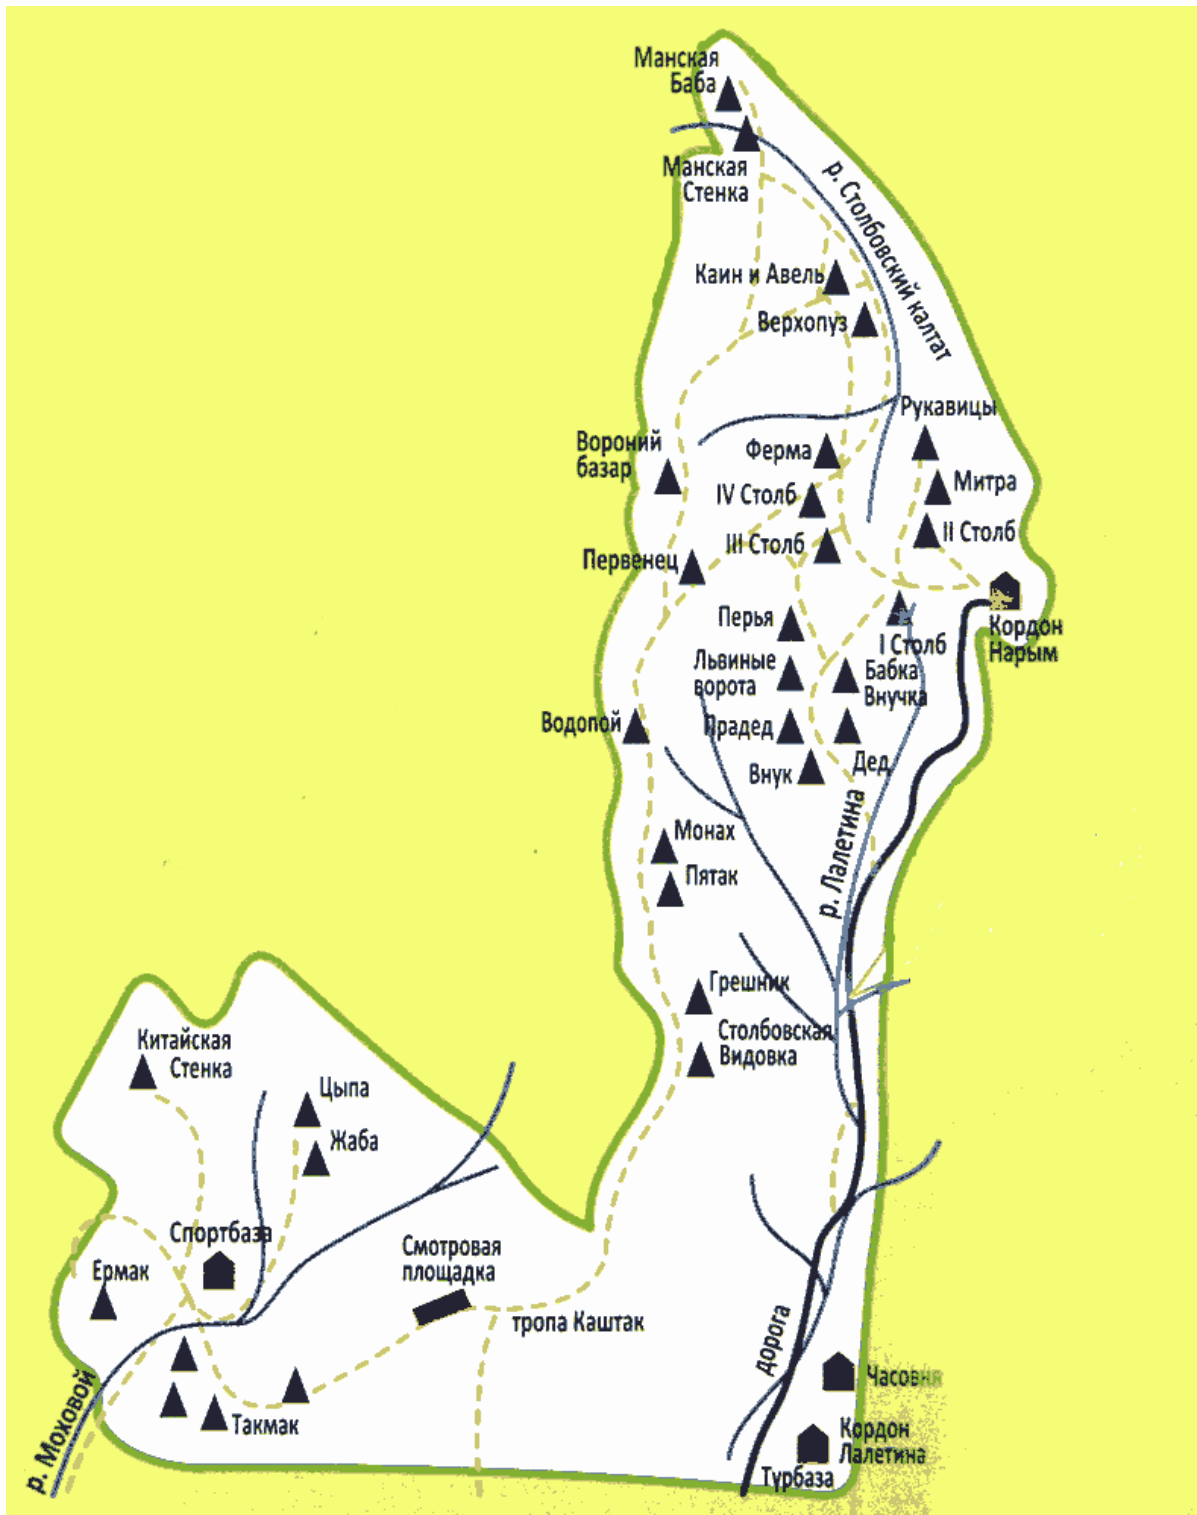 Манская
Баба
Манская
Стенка
р. Столбовский калтат
Каин и Авель
Верхопуз
Рукавицы
Вороний
базар
Ферма
Митра
IV Столб
II Столб
III Столб
Первенец
Перья
Кордон
Нарым
I Столб
Львиные
ворота
Бабка
Внучка
Водопой
Прадед
Дед
Внук
р. Лалетина
Монах
Пятак
Грешник
Столбовская
Видовка
Китайская
Стенка
Цыпа
Жаба
Спортбаза
Ермак
Смотровая
площадка
тропа Каштак
дорога
Часовня
р. Моховой
Такмак
Кордон
Лалетина
Турбаза